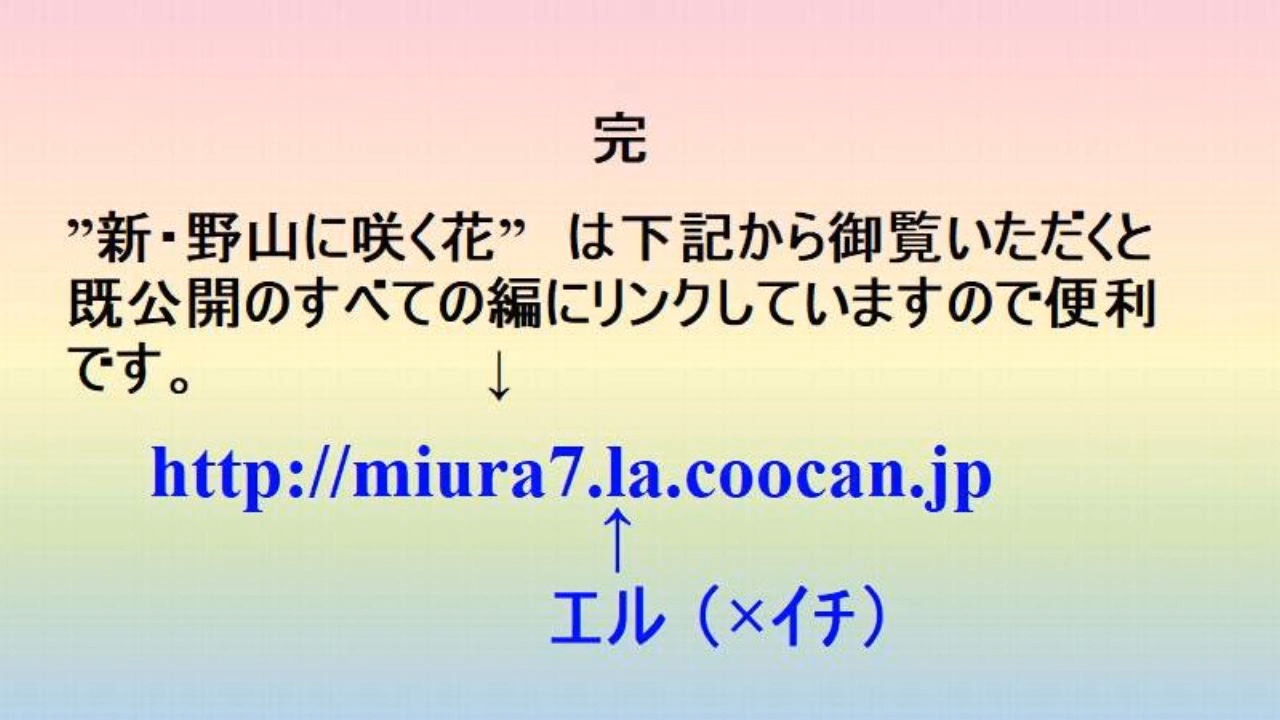 完
”新・野山に咲く花”　は下記から御覧いただくと
既公開のすべての編にリンクしていますので便利
です。　　　　　　↓
http://miura7.la.coocan.jp
↑
エル（×イチ）